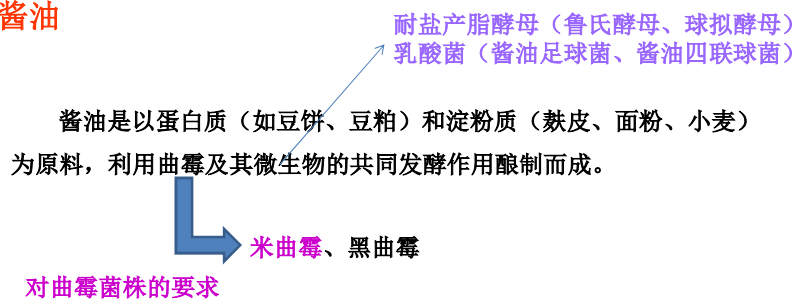 酱油
耐盐产脂酵母（鲁氏酵母、球拟酵母）
乳酸菌（酱油足球菌、酱油四联球菌）
酱油是以蛋白质（如豆饼、豆粕）和淀粉质（麸皮、面粉、小麦）
为原料，利用曲霉及其微生物的共同发酵作用酿制而成。
米曲霉、黑曲霉
对曲霉菌株的要求